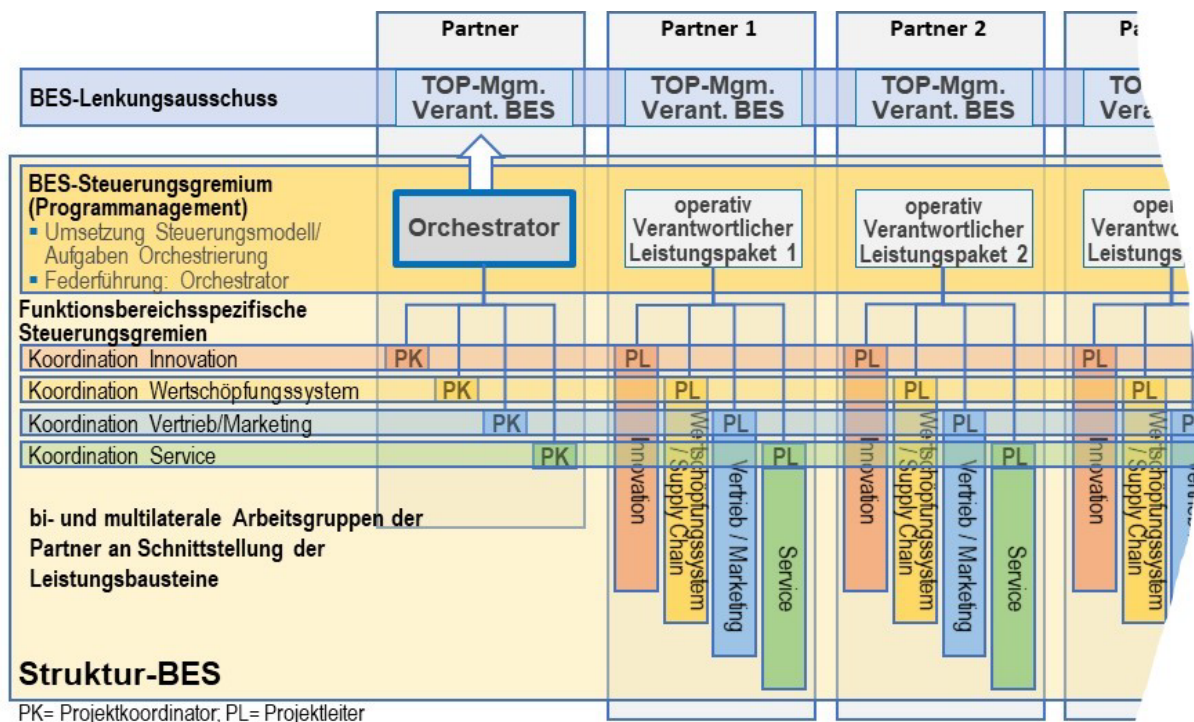 Partner
Partner 1
Partner 2
BES-Lenkungsausschuss
TOP-Mgm.
Verant. BES
TOP-Mgm.
Verant. BES
TOP-Mgm.
Verant. BES
BES-Steuerungsgremium
(Programmanagement)
▪ Umsetzung Steuerungsmodell/
Aufgaben Orchestrierung
▪ Federführung: Orchestrator
Orchestrator
operativ
Verantwortlicher
Leistungspaket 1
operativ
Verantwortlicher
Leistungspaket 2
Funktionsbereichsspezifische
Steuerungsgremien
Koordination Innovation
PK
PL
PL
PL
Koordination Wertschöpfungssystem
PK
PL
PL
PL
Koordination Vertrieb/Marketing
PK
PL
PL
Koordination Service
PK
PL
PL
Innovation
Wertschöpfungssystem
/ Supply Chain
Vertrieb / Marketing
Service
Innovation
Wertschöpfungssystem
/ Supply Chain
Vertrieb / Marketing
Service
Innovation
Wertschöpfungssystem
/ Supply Chain
bi- und multilaterale Arbeitsgruppen der
Partner an Schnittstellung der
Leistungsbausteine
Struktur-BES
PK= Projektkoordinator; PL= Projektleiter